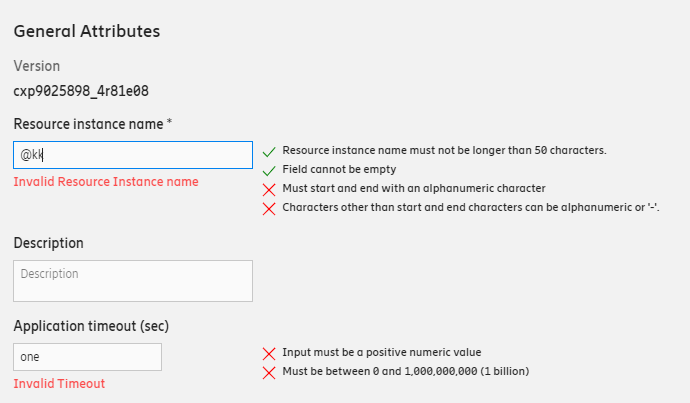 General Attributes
Version
cxp9025898_4r81e08
Resource instance name *
@kk
Resource instance name must not be longer than 50 characters.
Field cannot be empty
Invalid Resource Instance name
Must start and end with an alphanumeric character
Characters other than start and end characters can be alphanumeric or '-'.
Description
Description
Application timeout (sec)
one
Input must be a positive numeric value
Must be between 0 and 1,000,000,000 (1 billion)
Invalid Timeout